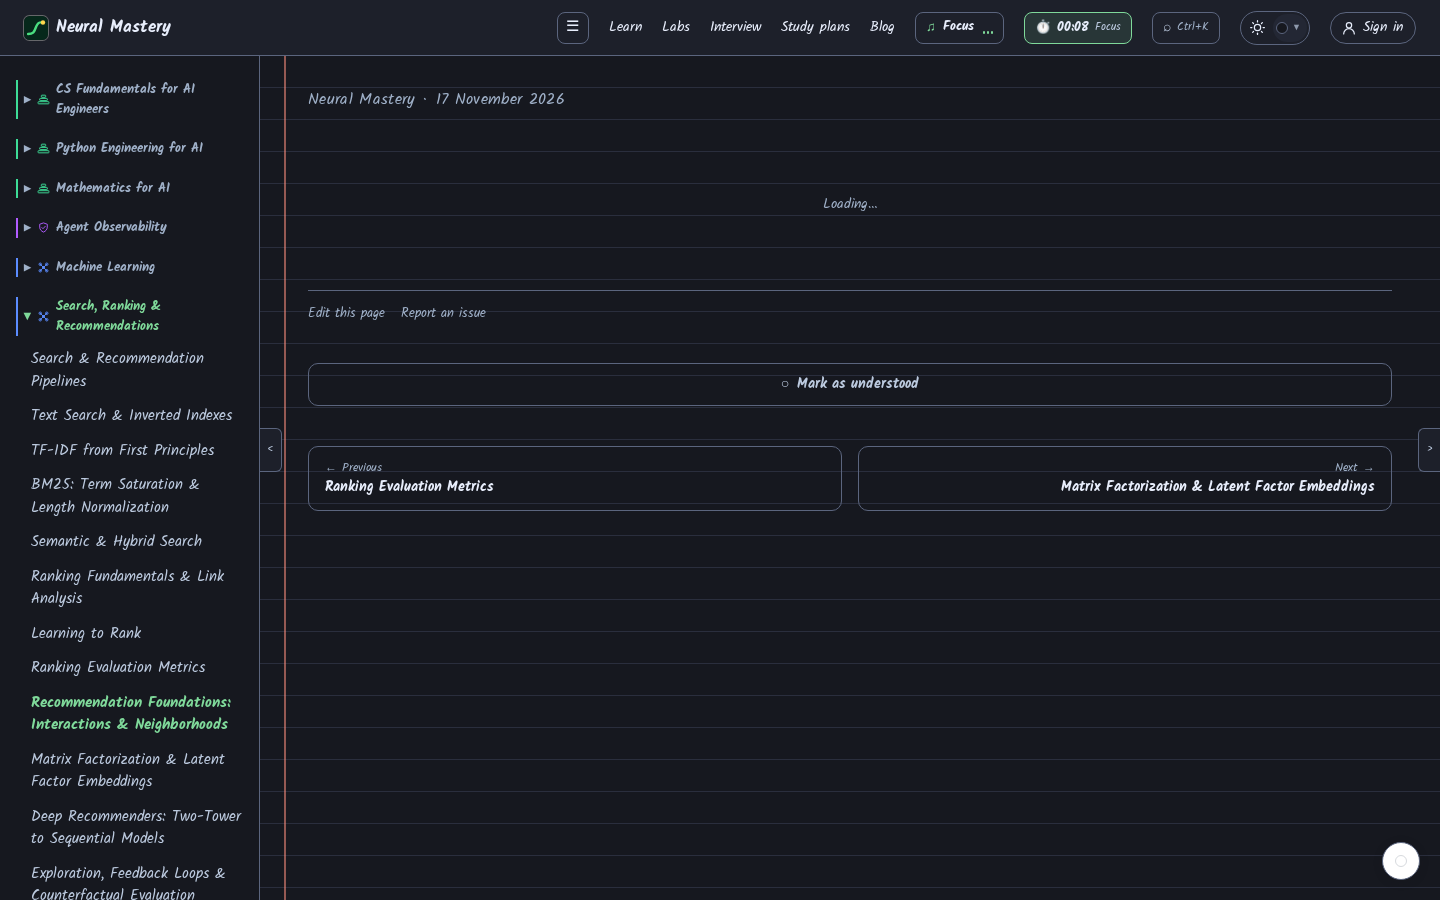 Neural Mastery
☰
Learn
Labs
Interview
Study plans
Blog
♫ Focus ...
00:08 Focus
Ctrl+K
Sign in
CS Fundamentals for AI
Engineers
Python Engineering for AI
Mathematics for AI
Agent Observability
Machine Learning
Search, Ranking &
Recommendations
Search & Recommendation
Pipelines
Text Search & Inverted Indexes
TF-IDF from First Principles
BM25: Term Saturation &
Length Normalization
Semantic & Hybrid Search
Ranking Fundamentals & Link
Analysis
Learning to Rank
Ranking Evaluation Metrics
Recommendation Foundations:
Interactions & Neighborhoods
Matrix Factorization & Latent
Factor Embeddings
Deep Recommenders: Two-Tower
to Sequential Models
Exploration, Feedback Loops &
Counterfactual Evaluation
Neural Mastery · 17 November 2026
Loading...
Edit this page
Report an issue
○ Mark as understood
← Previous
Ranking Evaluation Metrics
Next →
Matrix Factorization & Latent Factor Embeddings
<
>